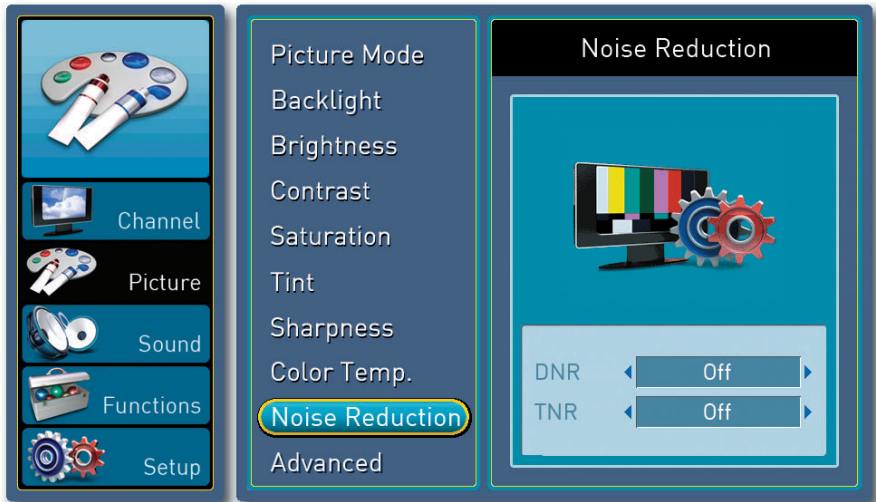 Channel
Picture
Sound
Functions
Setup
Picture Mode
Backlight
Brightness
Contrast
Saturation
Tint
Sharpness
Color Temp.
Noise Reduction
Advanced
Noise Reduction
DNR Off
TNR Off